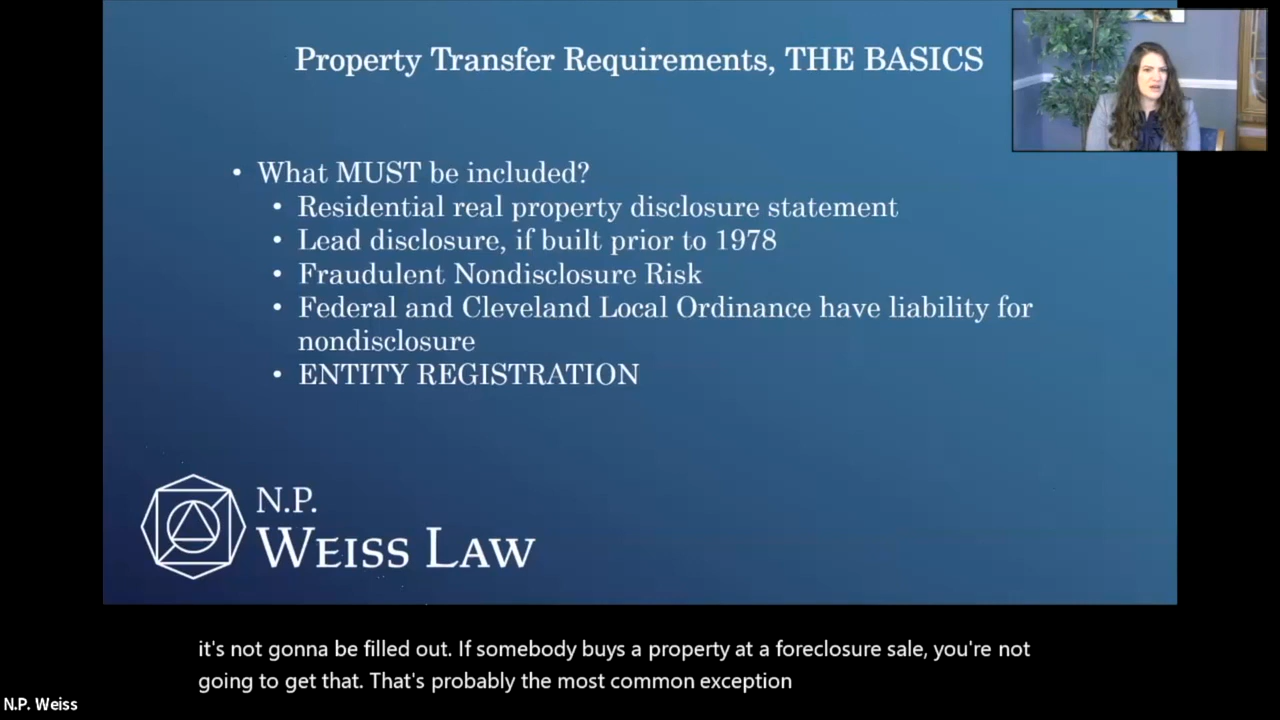 Property Transfer Requirements, THE BASICS
• What MUST be included?
• Residential real property disclosure statement
• Lead disclosure, if built prior to 1978
• Fraudulent Nondisclosure Risk
• Federal and Cleveland Local Ordinance have liability for
nondisclosure
• ENTITY REGISTRATION
N.P.
WEISS LAW
it's not gonna be filled out. If somebody buys a property at a foreclosure sale, you're not
going to get that. That's probably the most common exception
N.P. Weiss